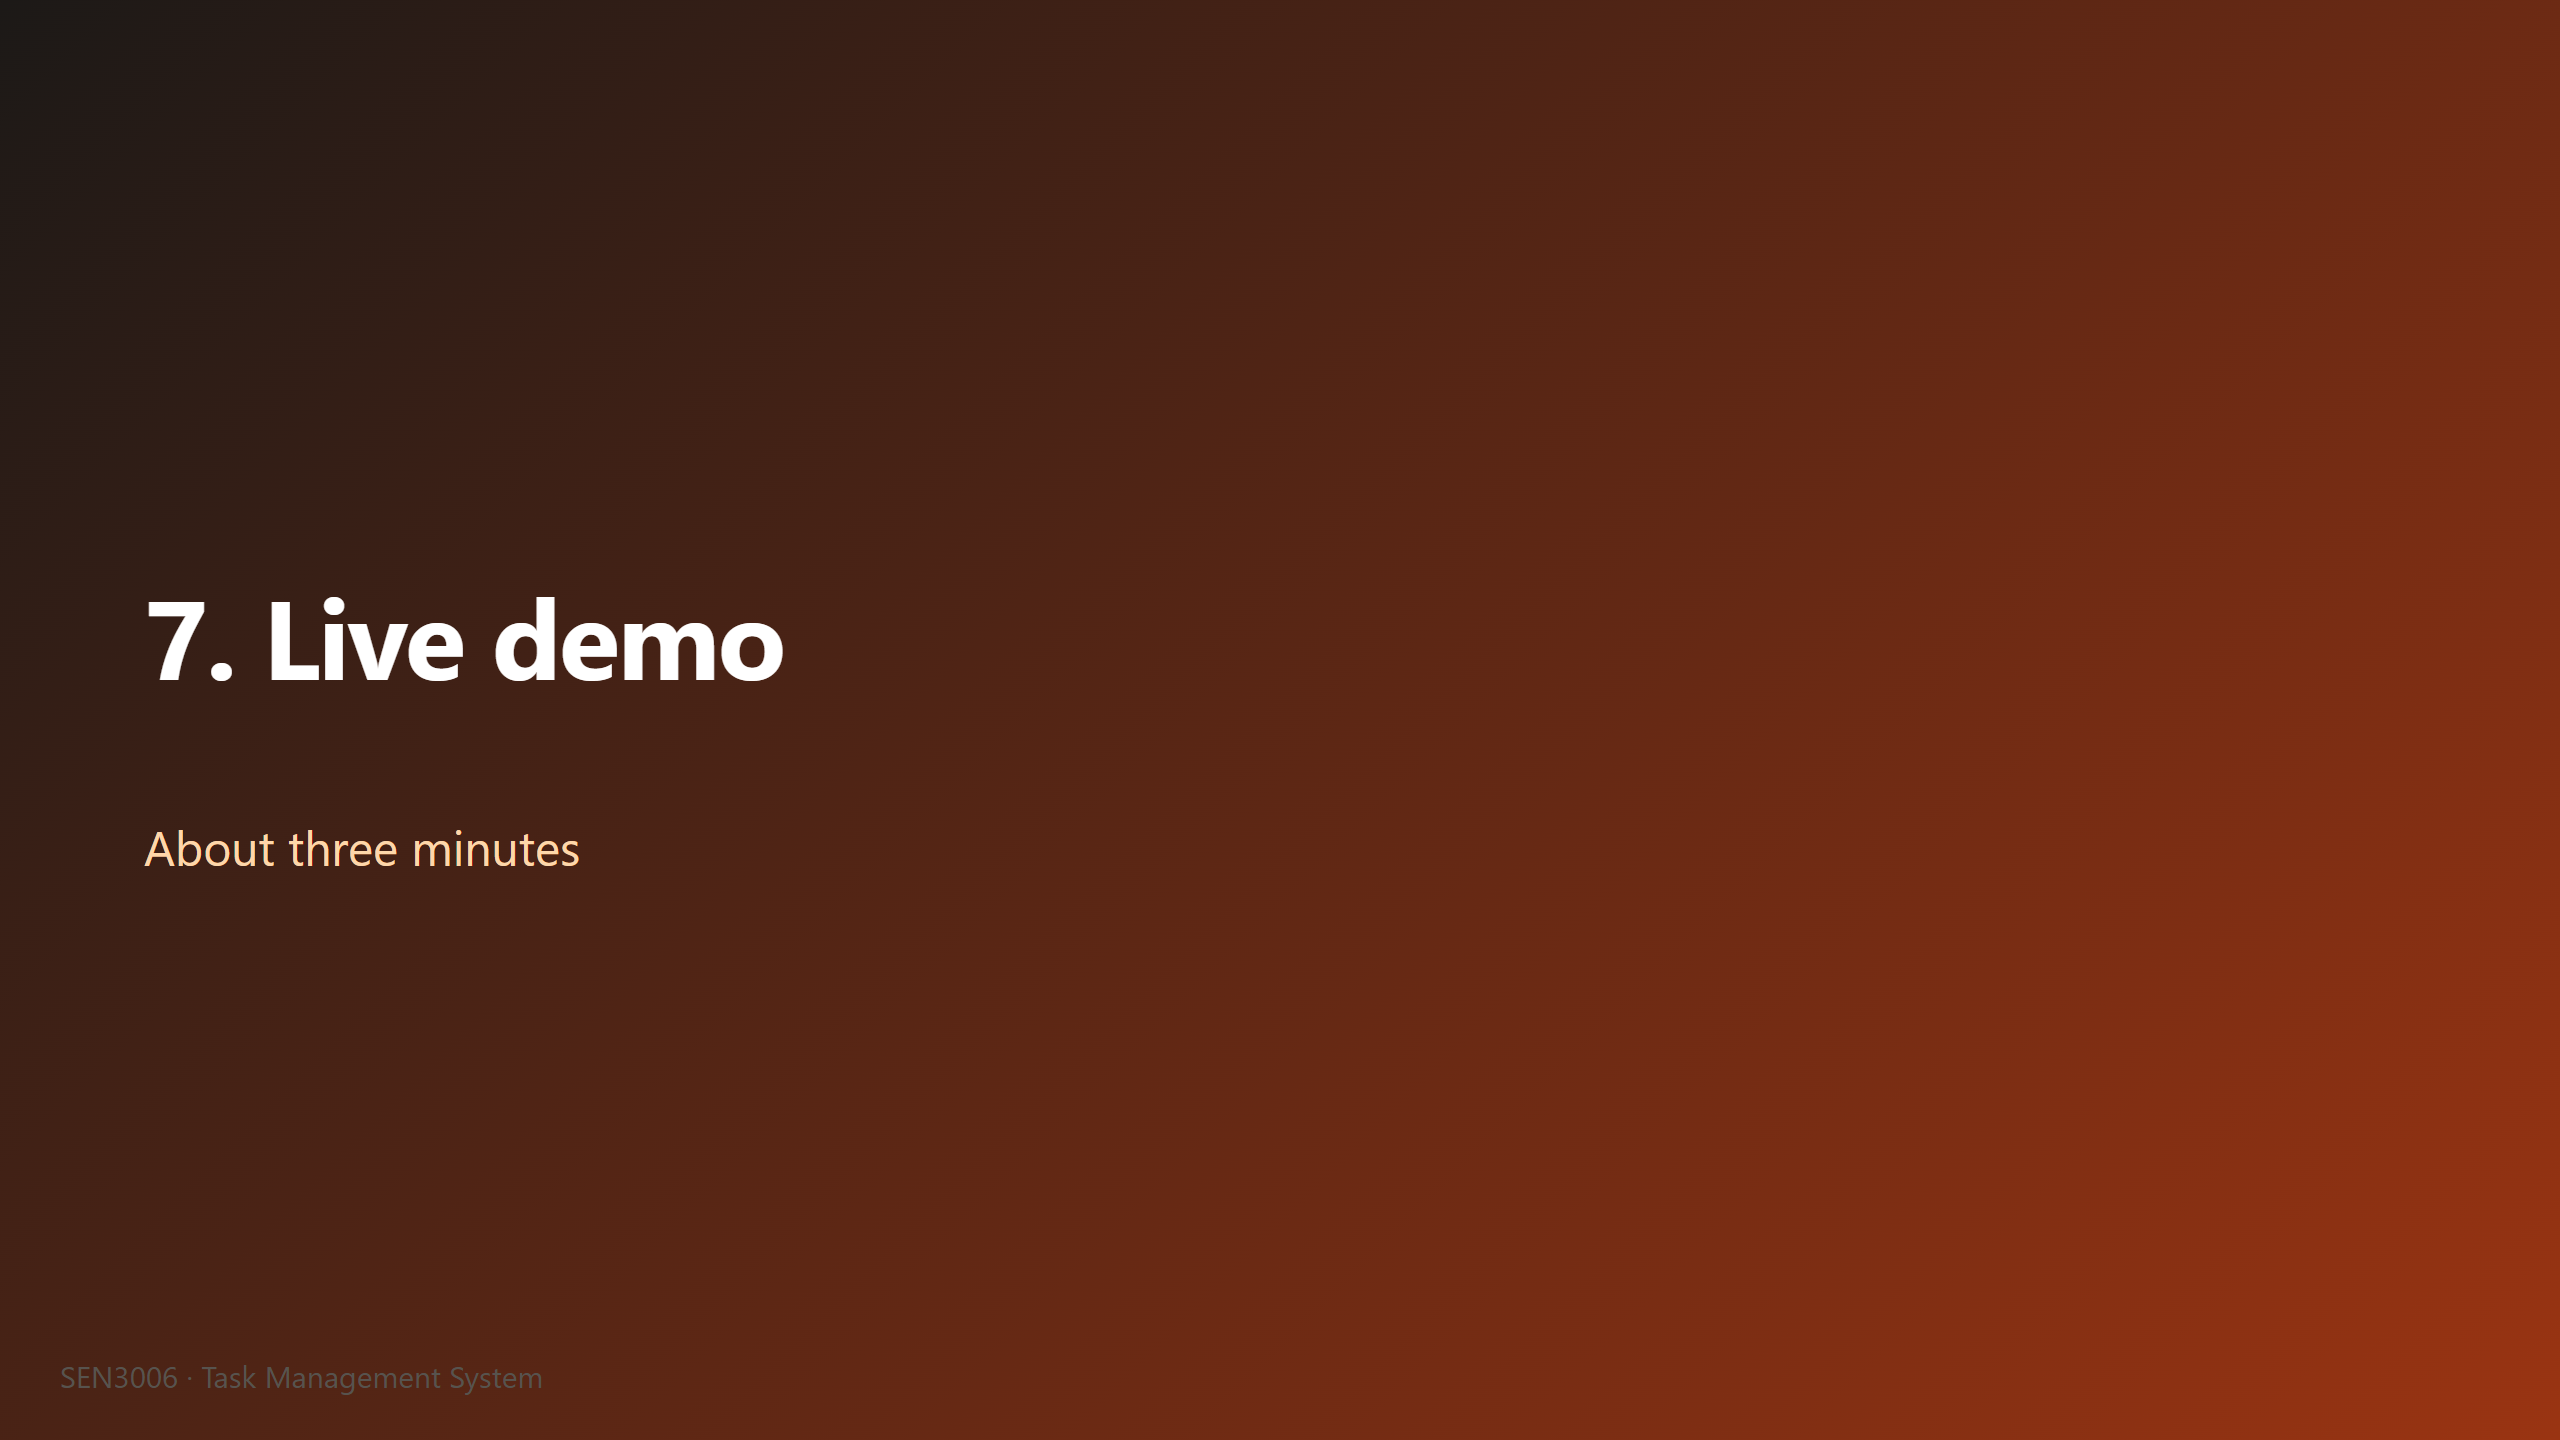 7. Live demo
About three minutes
SEN3006 · Task Management System